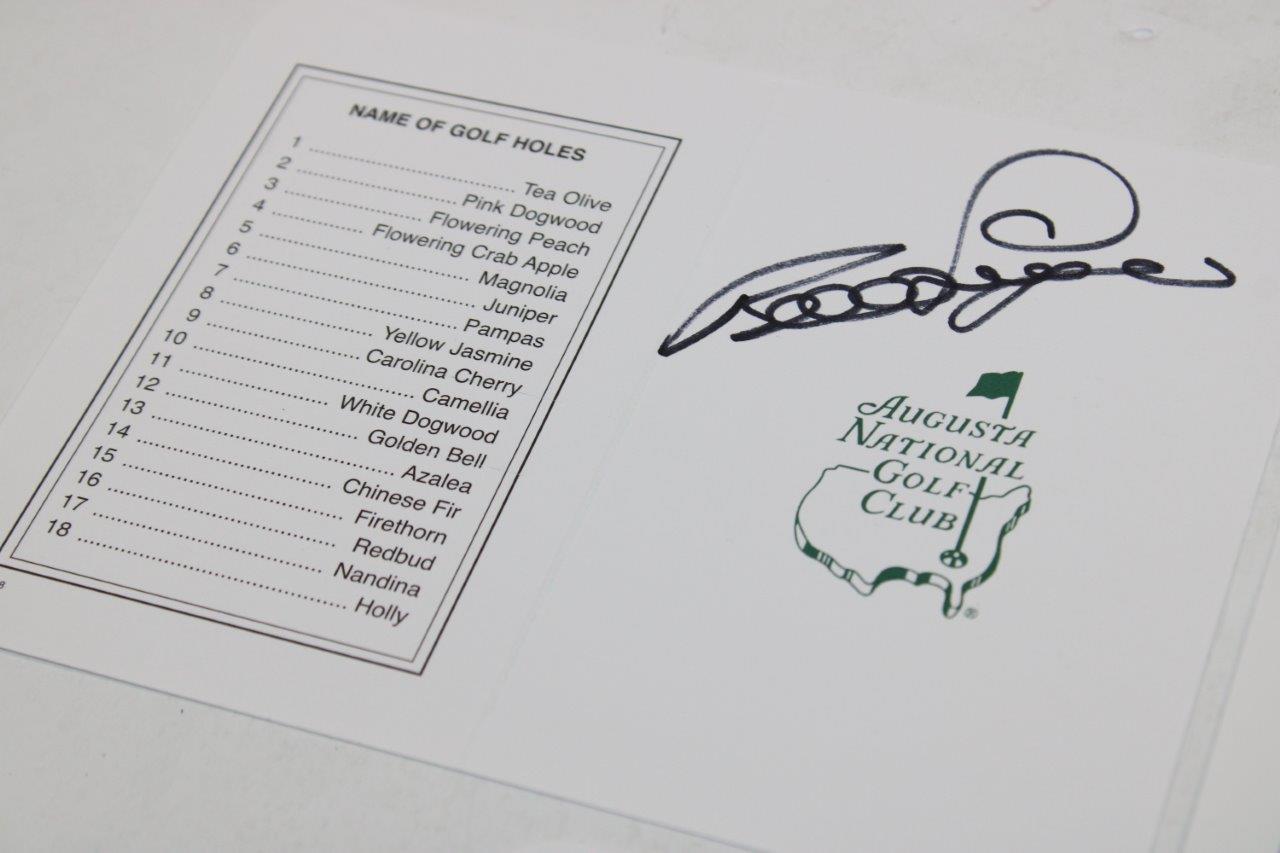 NAME OF GOLF HOLES
1 ........................................ Tea Olive
2 ................................ Pink Dogwood
3 .......................... Flowering Peach
4 ................. Flowering Crab Apple
5 ........................................ Magnolia
6 .......................................... Juniper
7 .......................................... Pampas
8 .............................. Yellow Jasmine
9 .............................. Carolina Cherry
10 ....................................... Camellia
11 .......................... White Dogwood
12 ................................ Golden Bell
13 ......................................... Azalea
14 ................................ Chinese Fir
15 ..................................... Firethorn
16 ...................................... Redbud
17 ...................................... Nandina
18 ............................................. Holly
8
AUGUSTA
NATIONAL
GOLF
CLUB
®